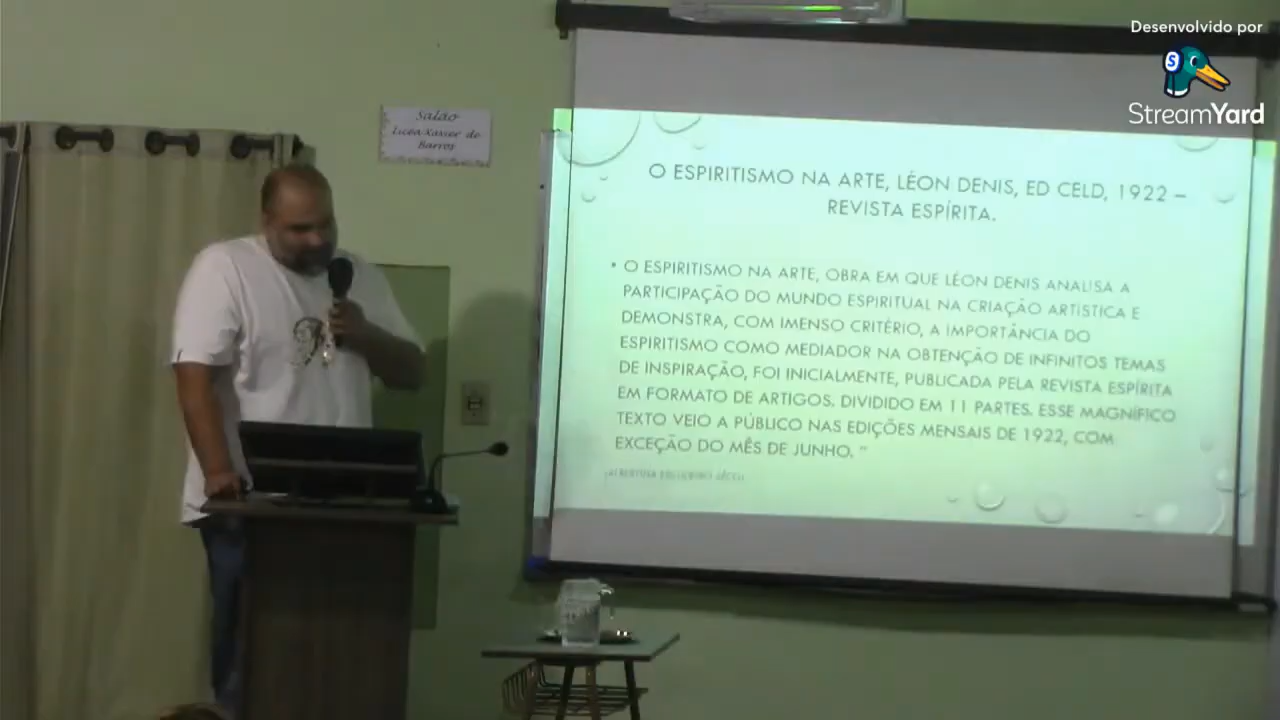 Desenvolvido por
StreamYard
Salão
Licéa Xavier de
Barros
O ESPIRITISMO NA ARTE, LÉON DENIS, ED CELD, 1922 –
REVISTA ESPÍRITA.
• O ESPIRITISMO NA ARTE, OBRA EM QUE LÉON DENIS ANALISA A
PARTICIPAÇÃO DO MUNDO ESPIRITUAL NA CRIAÇÃO ARTÍSTICA E
DEMONSTRA, COM IMENSO CRITÉRIO, A IMPORTÂNCIA DO
ESPIRITISMO COMO MEDIADOR NA OBTENÇÃO DE INFINITOS TEMAS
DE INSPIRAÇÃO, FOI INICIALMENTE, PUBLICADA PELA REVISTA ESPÍRITA
EM FORMATO DE ARTIGOS. DIVIDIDO EM 11 PARTES. ESSE MAGNÍFICO
TEXTO VEIO A PÚBLICO NAS EDIÇÕES MENSAIS DE 1922, COM
EXCEÇÃO DO MÊS DE JUNHO. "